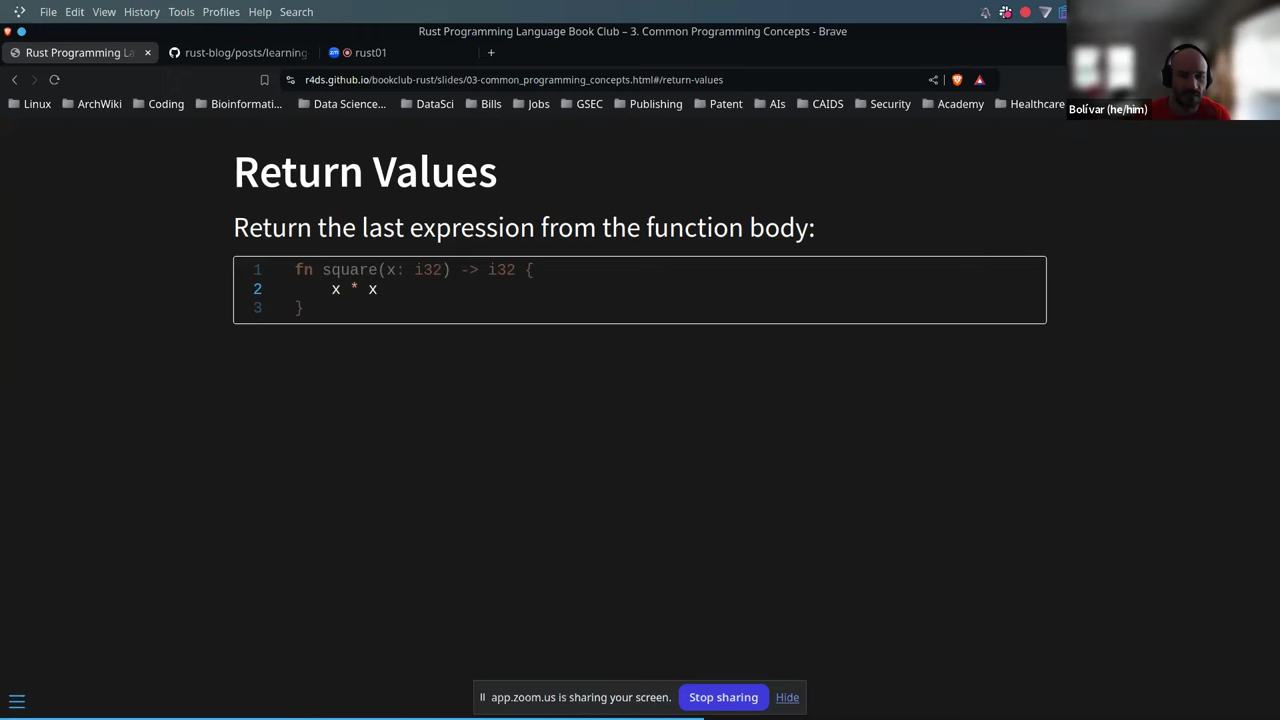 File Edit View History Tools Profiles Help Search
Rust Programming Language Book Club – 3. Common Programming Concepts - Brave
Rust Programming La
rust-blog/posts/learning
zm rust01
r4ds.github.io/bookclub-rust/slides/03-common_programming_concepts.html#/return-values
Linux ArchWiki Coding Bioinformati... Data Science... DataSci Bills Jobs GSEC Publishing Patent AIs CAIDS Security Academy Healthcare
Bolívar (he/him)
Return Values
Return the last expression from the function body:
1 fn square(x: i32) -> i32 {
2 x * x
3 }
app.zoom.us is sharing your screen. Stop sharing Hide